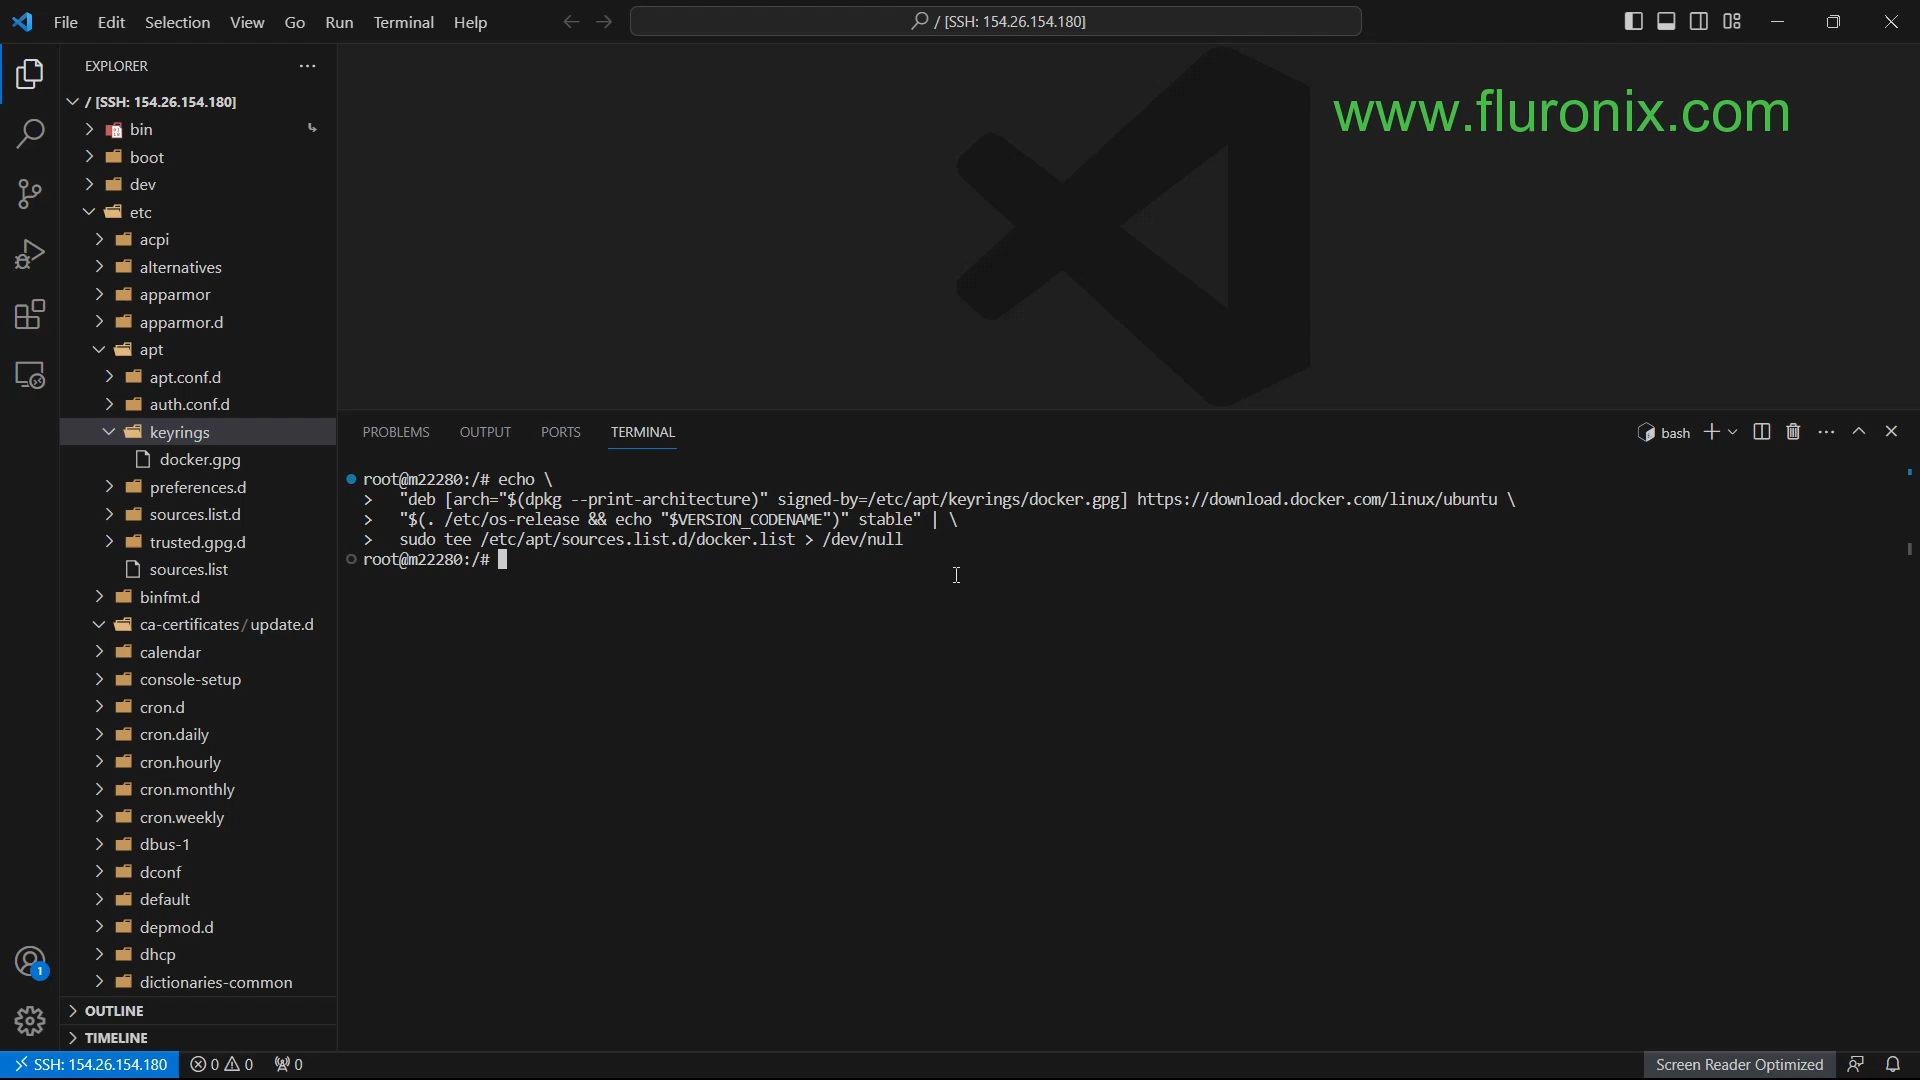 File Edit Selection View Go Run Terminal Help
/ [SSH: 154.26.154.180]
EXPLORER
/ [SSH: 154.26.154.180]
bin
boot
dev
etc
acpi
alternatives
apparmor
apparmor.d
apt
apt.conf.d
auth.conf.d
keyrings
docker.gpg
preferences.d
sources.list.d
trusted.gpg.d
sources.list
binfmt.d
ca-certificates / update.d
calendar
console-setup
cron.d
cron.daily
cron.hourly
cron.monthly
cron.weekly
dbus-1
dconf
default
depmod.d
dhcp
dictionaries-common
OUTLINE
TIMELINE
www.fluronix.com
PROBLEMS OUTPUT PORTS TERMINAL
bash
root@m22280:/# echo \
> "deb [arch="$(dpkg --print-architecture)" signed-by=/etc/apt/keyrings/docker.gpg] https://download.docker.com/linux/ubuntu \
> "$(. /etc/os-release && echo "$VERSION_CODENAME")" stable" | \
> sudo tee /etc/apt/sources.list.d/docker.list > /dev/null
root@m22280:/#
1
SSH: 154.26.154.180 0 0 0
Screen Reader Optimized